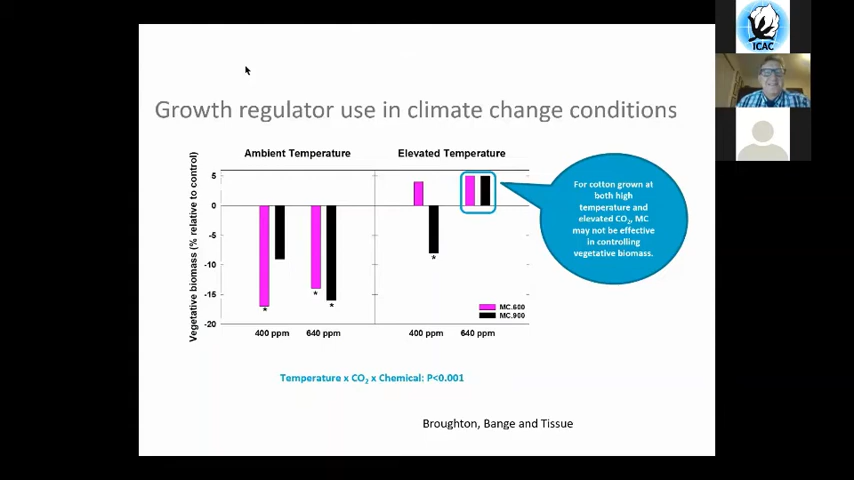 ICAC
Growth regulator use in climate change conditions
Ambient Temperature
Elevated Temperature
Vegetative biomass (% relative to control)
5
0
-5
-10
-15
-20
*
*
*
*
400 ppm
640 ppm
400 ppm
640 ppm
MC.600
MC.900
For cotton grown at
both high
temperature and
elevated CO₂, MC
may not be effective
in controlling
vegetative biomass.
Temperature x CO₂ x Chemical: P<0.001
Broughton, Bange and Tissue